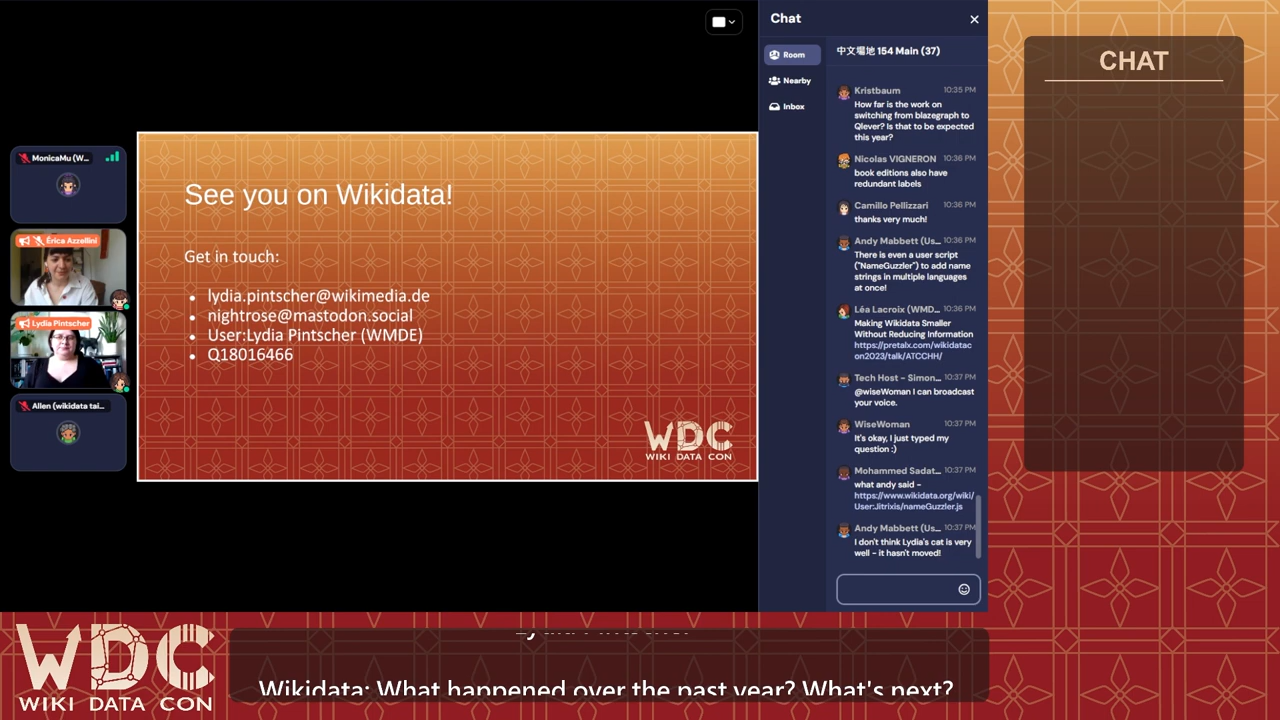 MonicaMu (W...
Érica Azzellini
Lydia Pintscher
Allen (wikidata tai...
See you on Wikidata!
Get in touch:
lydia.pintscher@wikimedia.de
nightrose@mastodon.social
User:Lydia Pintscher (WMDE)
Q18016466
WDC
WIKI DATA CON
Chat
Room
Nearby
Inbox
中文場地 154 Main (37)
Kristbaum 10:35 PM
How far is the work on
switching from blazegraph to
Qlever? Is that to be expected
this year?
Nicolas VIGNERON 10:36 PM
book editions also have
redundant labels
Camillo Pellizzari 10:36 PM
thanks very much!
Andy Mabbett (Us... 10:36 PM
There is even a user script
("NameGuzzler") to add name
strings in multiple languages
at once!
Léa Lacroix (WMD... 10:36 PM
Making Wikidata Smaller
Without Reducing Information
https://pretalx.com/wikidatac
on2023/talk/ATCCHH/
Tech Host - Simon... 10:37 PM
@wiseWoman I can broadcast
your voice.
WiseWoman 10:37 PM
It's okay, I just typed my
question :)
Mohammed Sadat... 10:37 PM
what andy said -
https://www.wikidata.org/wiki/
User:Jitrixis/nameGuzzler.js
Andy Mabbett (Us... 10:37 PM
I don't think Lydia's cat is very
well - it hasn't moved!
CHAT
WDC
WIKI DATA CON
Lydia Pintscher
Wikidata: What happened over the past year? What's next?